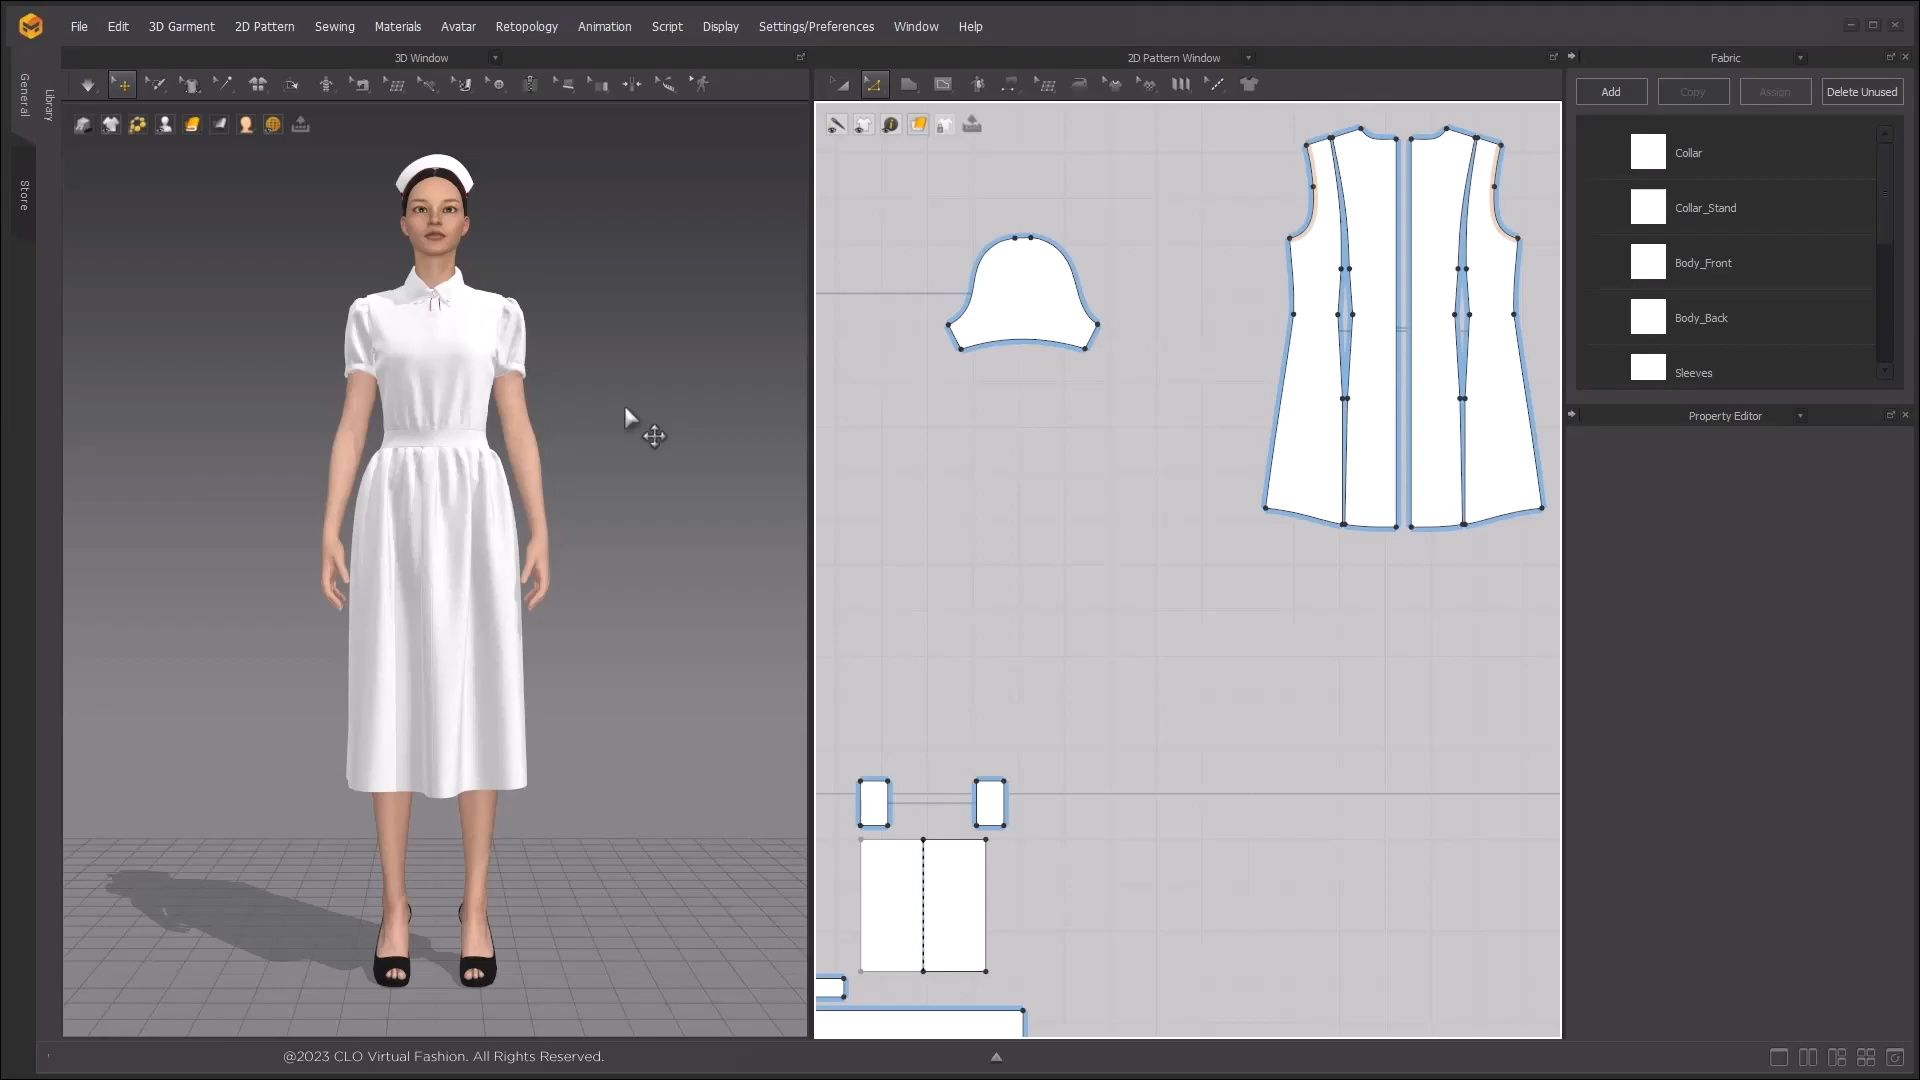 File Edit 3D Garment 2D Pattern Sewing Materials Avatar Retopology Animation Script Display Settings/Preferences Window Help
3D Window
2D Pattern Window
Fabric
General
Library
Store
Add Copy Assign Delete Unused
Collar
Collar_Stand
Body_Front
Body_Back
Sleeves
Property Editor
@2023 CLO Virtual Fashion. All Rights Reserved.